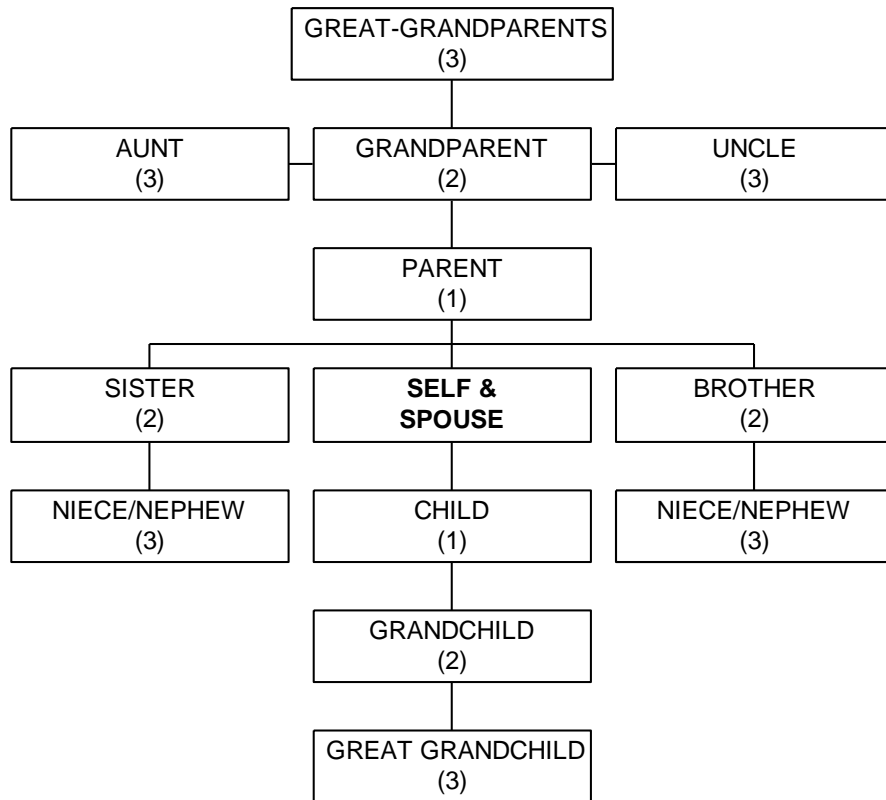 GREAT-GRANDPARENTS
(3)
AUNT
(3)
GRANDPARENT
(2)
UNCLE
(3)
PARENT
(1)
SISTER
(2)
SELF &
SPOUSE
BROTHER
(2)
NIECE/NEPHEW
(3)
CHILD
(1)
NIECE/NEPHEW
(3)
GRANDCHILD
(2)
GREAT GRANDCHILD
(3)